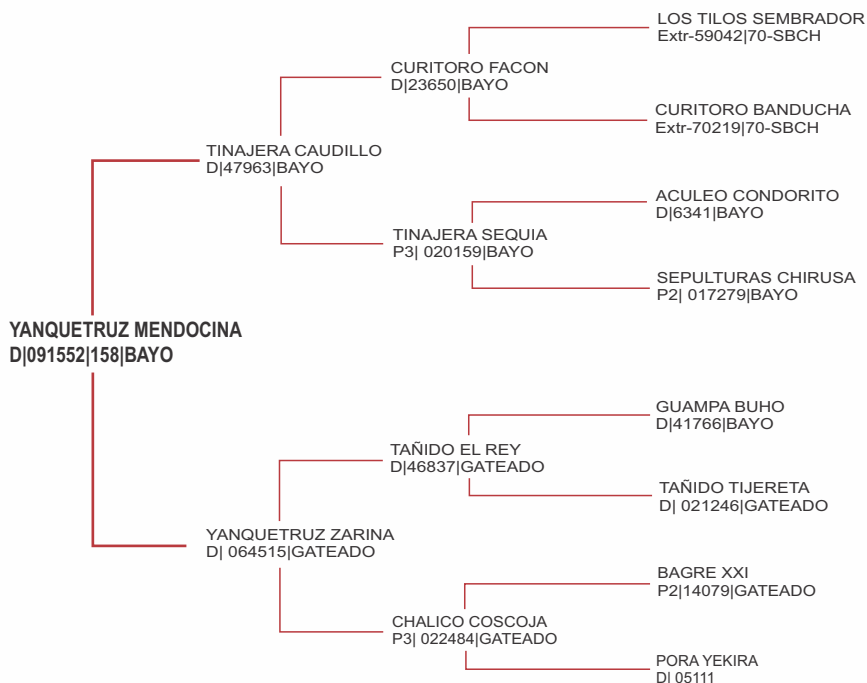 LOS TILOS SEMBRADOR
Extr-59042|70-SBCH
CURITORO FACON
D|23650|BAYO
CURITORO BANDUCHA
Extr-70219|70-SBCH
TINAJERA CAUDILLO
D|47963|BAYO
ACULEO CONDORITO
D|6341|BAYO
TINAJERA SEQUIA
P3| 020159|BAYO
SEPULTURAS CHIRUSA
P2| 017279|BAYO
YANQUETRUZ MENDOCINA
D|091552|158|BAYO
GUAMPA BUHO
D|41766|BAYO
TAÑIDO EL REY
D|46837|GATEADO
TAÑIDO TIJERETA
D| 021246|GATEADO
YANQUETRUZ ZARINA
D| 064515|GATEADO
BAGRE XXI
P2|14079|GATEADO
CHALICO COSCOJA
P3| 022484|GATEADO
PORA YEKIRA
D| 05111